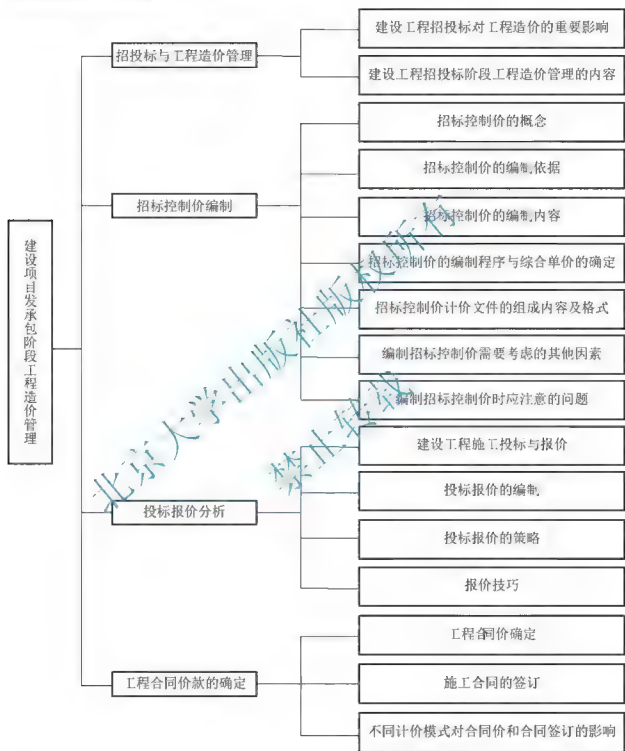 建设项目发承包阶段工程造价管理
招投标与工程造价管理
建设工程招投标对工程造价的重要影响
建设工程招投标阶段工程造价管理的内容
招标控制价编制
招标控制价的概念
招标控制价的编制依据
招标控制价的编制内容
招标控制价的编制程序与综合单价的确定
招标控制价计价文件的组成内容及格式
编制招标控制价需要考虑的其他因素
编制招标控制价时应注意的问题
投标报价分析
建设工程施工投标与报价
投标报价的编制
投标报价的策略
报价技巧
工程合同价款的确定
工程合同价确定
施工合同的签订
不同计价模式对合同价和合同签订的影响
北京大学出版社版权所有
禁止转载